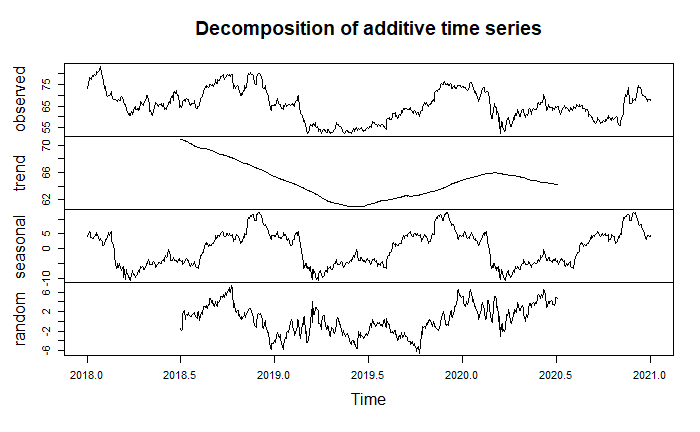 Decomposition of additive time series
observed
55 65 75
trend
62 66 70
seasonal
-10 0 5
random
-6 -2 2 6
2018.0 2018.5 2019.0 2019.5 2020.0 2020.5 2021.0
Time